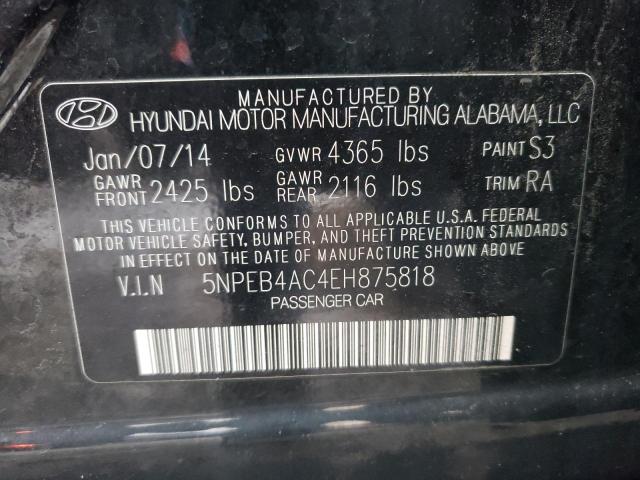 MANUFACTURED BY
HYUNDAI MOTOR MANUFACTURING ALABAMA, LLC
Jan/07/14 GVWR 4365 lbs PAINT S3
GAWR FRONT 2425 lbs GAWR REAR 2116 lbs TRIM RA
THIS VEHICLE CONFORMS TO ALL APPLICABLE U.S.A. FEDERAL
MOTOR VEHICLE SAFETY, BUMPER, AND THEFT PREVENTION STANDARDS
IN EFFECT ON THE DATE OF MANUFACTURE SHOWN ABOVE.
V.I.N 5NPEB4AC4EH875818
PASSENGER CAR